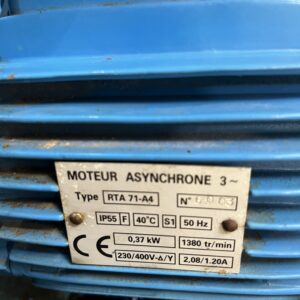 MOTEUR ASYNCHRONE 3~
Type RTA 71-A4 N°
IP55 F 40°C S1 50 Hz
CE 0,37 kW 1380 tr/min
230/400V-Δ/Y 2,08/1.20A